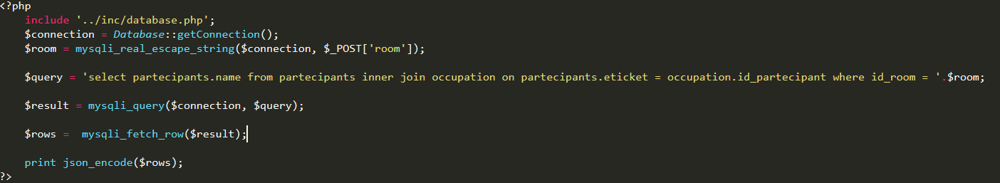 <?php
include '../inc/database.php';
$connection = Database::getConnection();
$room = mysqli_real_escape_string($connection, $_POST['room']);
$query = 'select partecipants.name from partecipants inner join occupation on partecipants.eticket = occupation.id_partecipant where id_room = '.$room;
$result = mysqli_query($connection, $query);
$rows =  mysqli_fetch_row($result);
print json_encode($rows);
?>